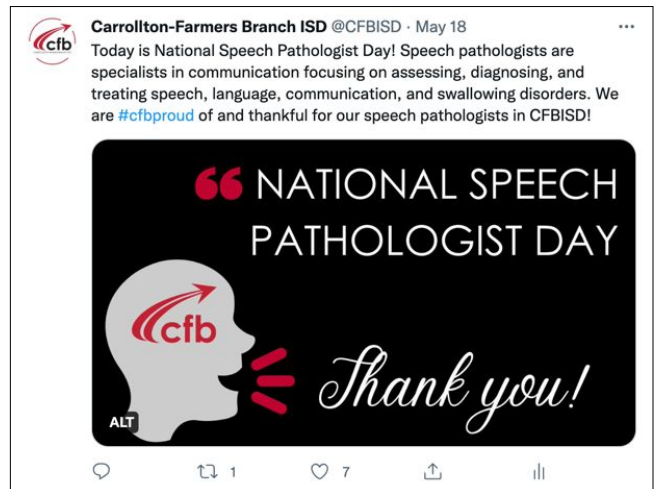 cfb
Carrollton-Farmers Branch ISD @CFBISD · May 18
Today is National Speech Pathologist Day! Speech pathologists are
specialists in communication focusing on assessing, diagnosing, and
treating speech, language, communication, and swallowing disorders. We
are #cfbproud of and thankful for our speech pathologists in CFBISD!
“ NATIONAL SPEECH
PATHOLOGIST DAY
cfb
Thank you!
ALT
1 7